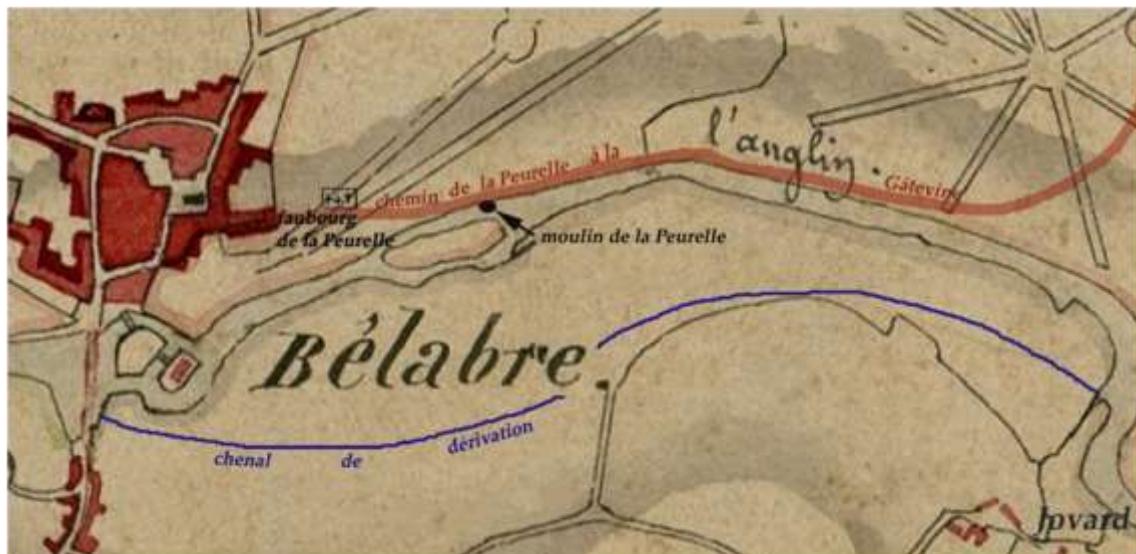 l'anglin.
chemin de la Peurelle à la Gâtevin
faubourg
de la Peurelle
moulin de la Peurelle
Bélabre.
chenal de dérivation
Jovard